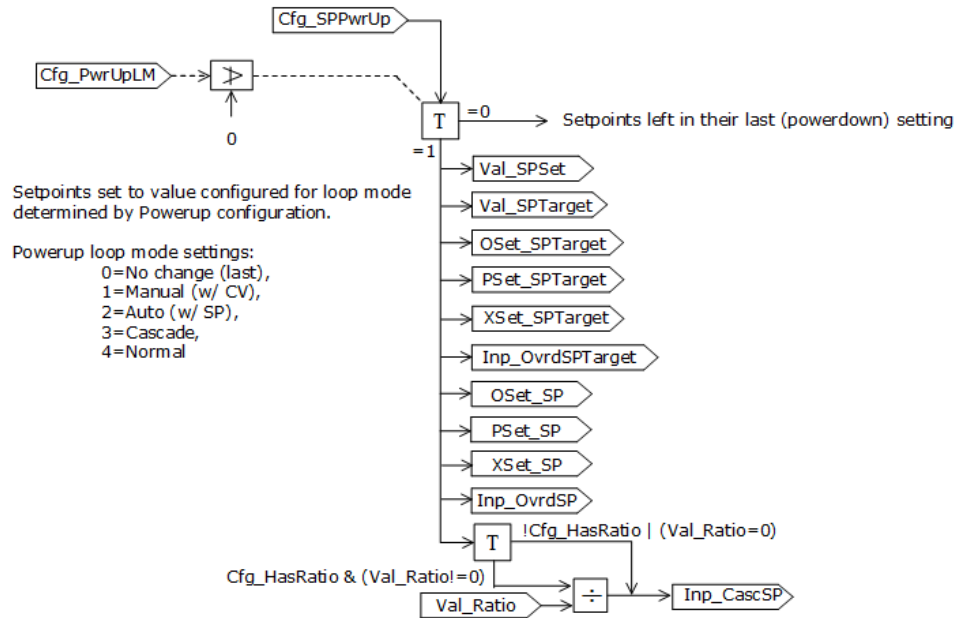 Cfg_SPPwrUp
Cfg_PwrUpLM
>
0
T
=0
Setpoints left in their last (powerdown) setting
=1
Val_SPSet
Setpoints set to value configured for loop mode
determined by Powerup configuration.
Val_SPTarget
OSet_SPTarget
Powerup loop mode settings:
0=No change (last),
1=Manual (w/ CV),
2=Auto (w/ SP),
3=Cascade,
4=Normal
PSet_SPTarget
XSet_SPTarget
Inp_OvrdSPTarget
OSet_SP
PSet_SP
XSet_SP
Inp_OvrdSP
T
!Cfg_HasRatio | (Val_Ratio=0)
Cfg_HasRatio & (Val_Ratio!=0)
Val_Ratio
÷
Inp_CascSP